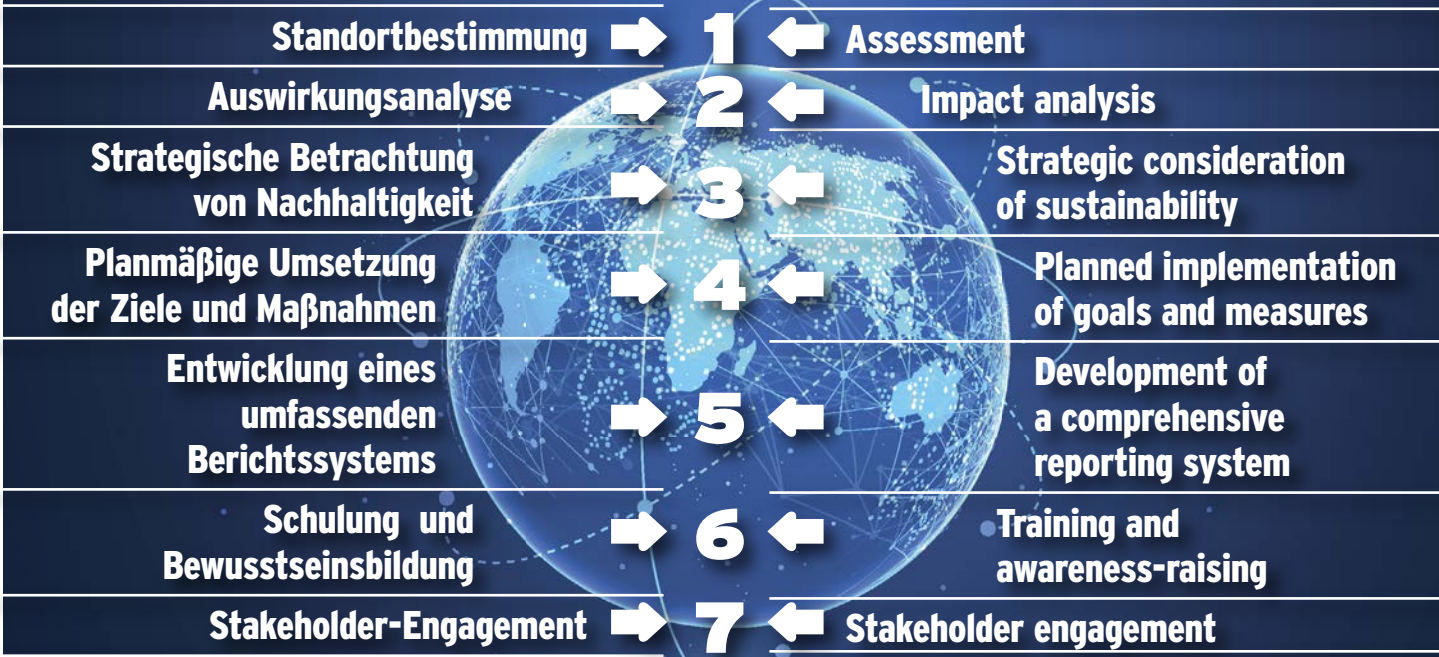 Standortbestimmung 1 Assessment
Auswirkungsanalyse 2 Impact analysis
Strategische Betrachtung
von Nachhaltigkeit
3
Strategic consideration
of sustainability
Planmäßige Umsetzung
der Ziele und Maßnahmen
4
Planned implementation
of goals and measures
Entwicklung eines
umfassenden
Berichtssystems
5
Development of
a comprehensive
reporting system
Schulung und
Bewusstseinsbildung
6
Training and
awareness-raising
Stakeholder-Engagement 7 Stakeholder engagement